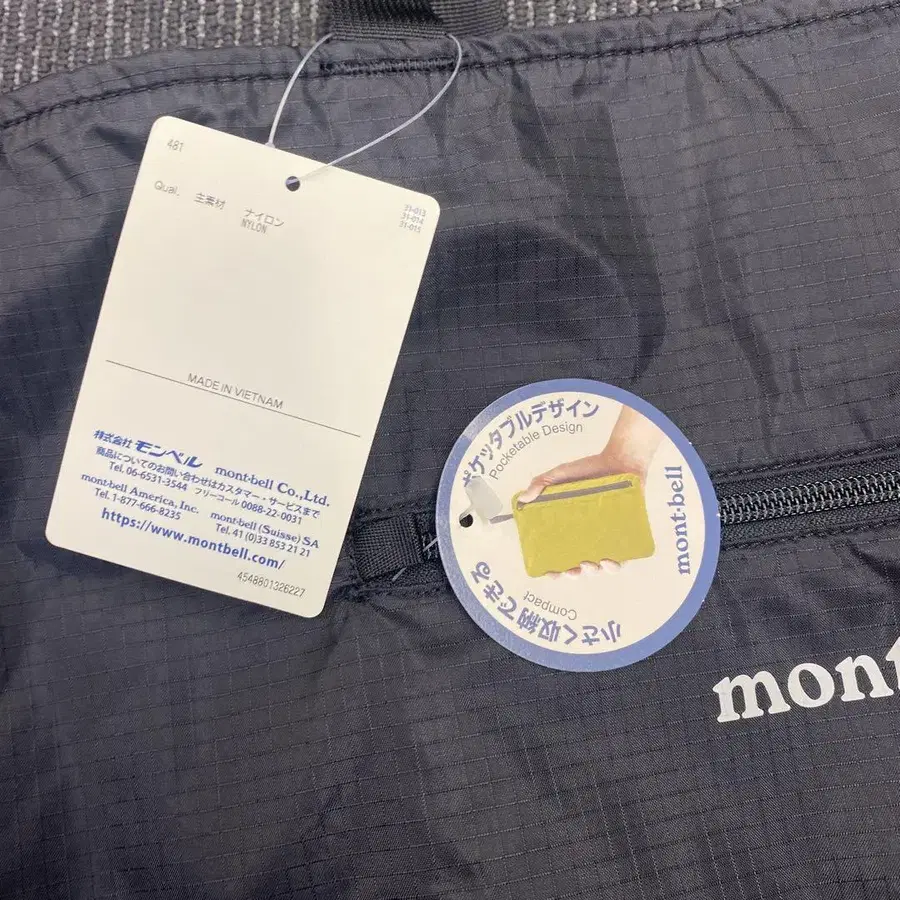 481
Qual. 主素材 ナイロン
NYLON
31-013
31-014
31-015
MADE IN VIETNAM
株式会社 モンベル mont-bell Co.,Ltd.
商品についてのお問い合わせはカスタマー・サービスまで
Tel. 06-6531-3544 フリーコール 0088-22-0031
mont-bell America, Inc. mont-bell (Suisse) SA
Tel. 1-877-666-8235 Tel. 41 (0)33 853 21 21
https://www.montbell.com/
4548801326227
ポケッタブルデザイン
Pocketable Design
mont-bell
Compact
小さく収納できる
mont